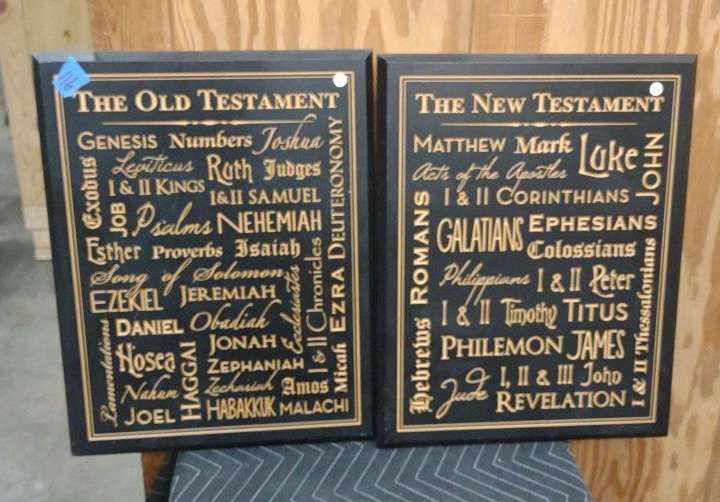 THE OLD TESTAMENT
GENESIS Numbers Joshua
Exodus
Leviticus Ruth Judges
DEUTERONOMY
I & II KINGS
I & II SAMUEL
JOB
Psalms NEHEMIAH
Esther Proverbs Isaiah
Song of Solomon
EZEKIEL JEREMIAH
Ecclesiastes
I & II Chronicles
EZRA
Lamentations
DANIEL Obadiah
JONAH
Hosea
HAGGAI
ZEPHANIAH
Micah
Nahum
Zechariah Amos
JOEL
HABAKKUK MALACHI
THE NEW TESTAMENT
MATTHEW Mark Luke
JOHN
Acts of the Apostles
I & II CORINTHIANS
ROMANS
GALATIANS EPHESIANS
Colossians
Philippians I & II Peter
I & II Thessalonians
I & II Timothy TITUS
Hebrews
PHILEMON JAMES
Jude
I, II & III John
REVELATION